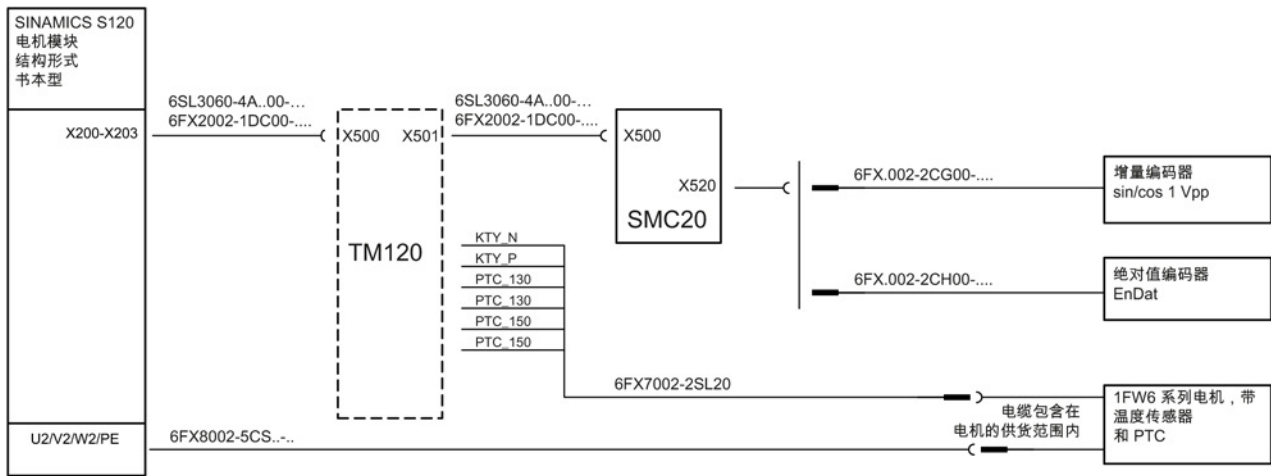 SINAMICS S120
电机模块
结构形式
书本型
6SL3060-4A..00-...
6FX2002-1DC00-....
6SL3060-4A..00-...
6FX2002-1DC00-....
X200-X203
X500
X501
X500
X520
SMC20
6FX.002-2CG00-....
增量编码器
sin/cos 1 Vpp
TM120
KTY_N
KTY_P
PTC_130
PTC_130
PTC_150
PTC_150
6FX.002-2CH00-....
绝对值编码器
EnDat
6FX7002-2SL20
电缆包含在
电机的供货范围内
1FW6 系列电机，带
温度传感器
和 PTC
U2/V2/W2/PE
6FX8002-5CS..-..